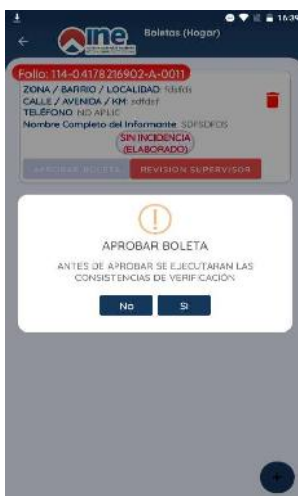 16:39
ine
Boletas (Hogar)
Folio: 114-04178216902-A-0011
ZONA / BARRIO / LOCALIDAD: fdsfds
CALLE / AVENIDA / KM: sdfdsf
TELÉFONO: NO APLIC
Nombre Completo del Informante: SDFSDFDS
SIN INCIDENCIA
(ELABORADO)
APROBAR BOLETA REVISION SUPERVISOR
APROBAR BOLETA
ANTES DE APROBAR SE EJECUTARAN LAS
CONSISTENCIAS DE VERIFICACIÓN
No Si
+